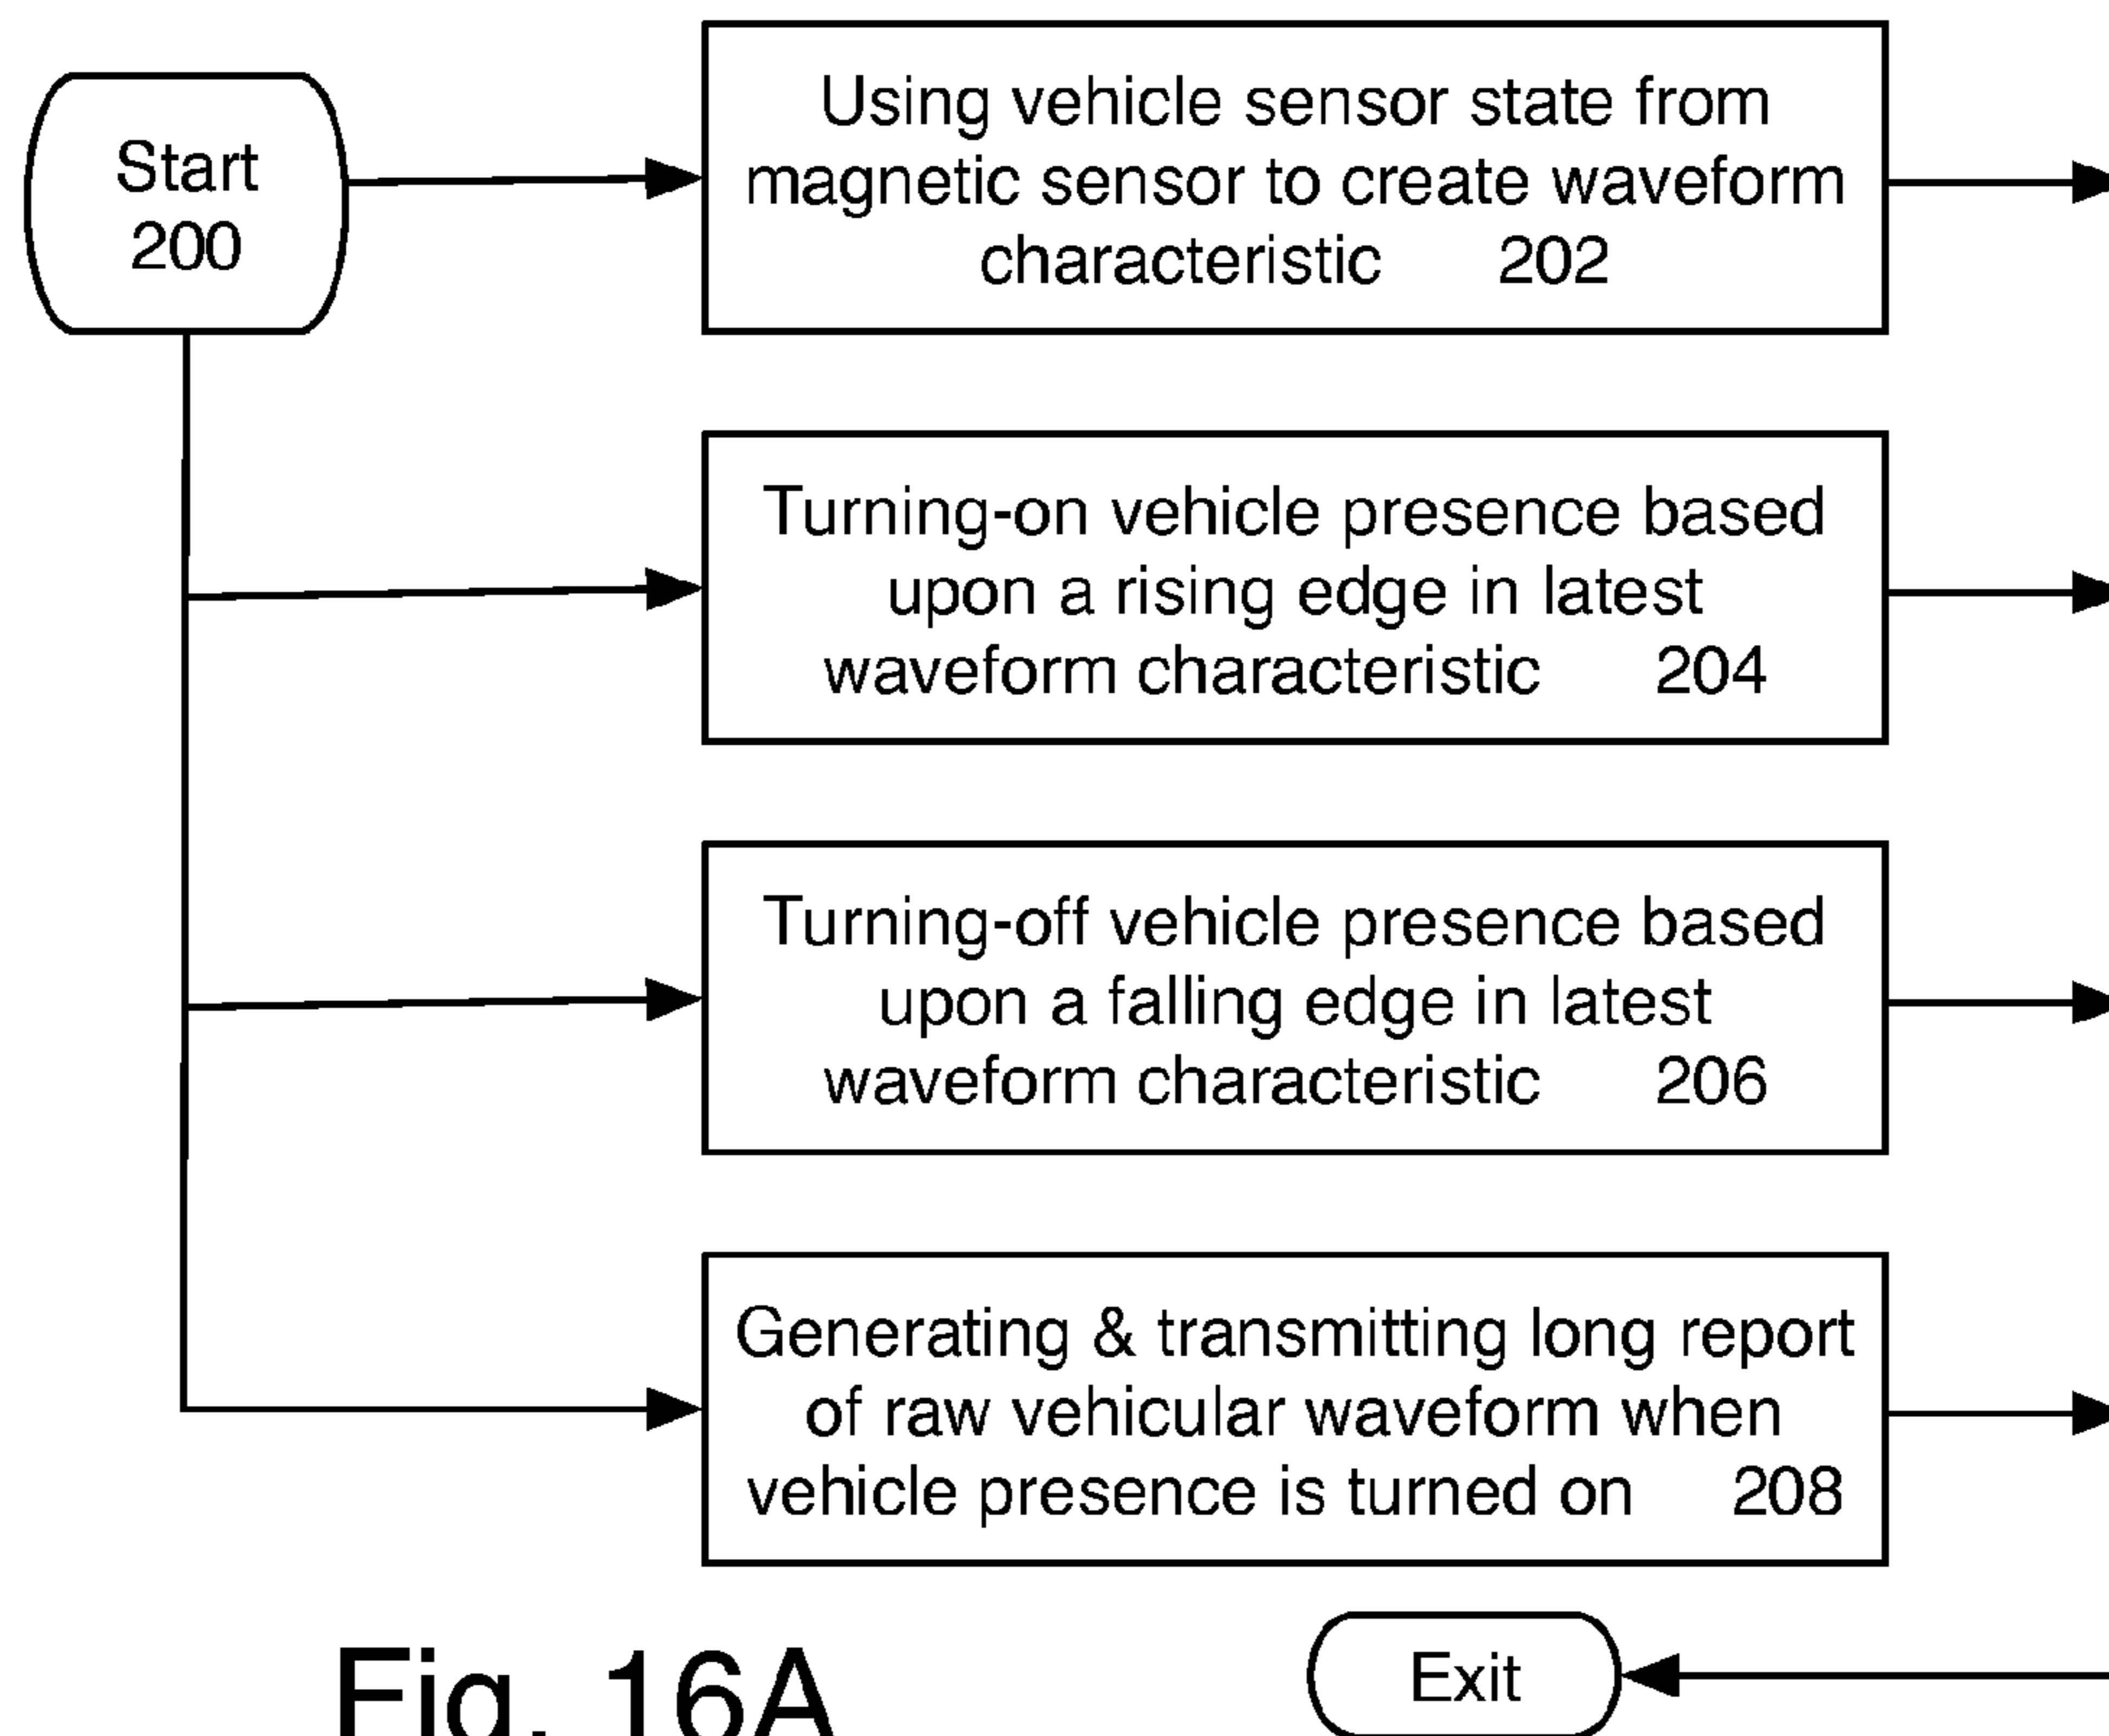 Start
200
Using vehicle sensor state from
magnetic sensor to create waveform
characteristic 202
Turning-on vehicle presence based
upon a rising edge in latest
waveform characteristic 204
Turning-off vehicle presence based
upon a falling edge in latest
waveform characteristic 206
Generating & transmitting long report
of raw vehicular waveform when
vehicle presence is turned on 208
Exit
Fig. 16A